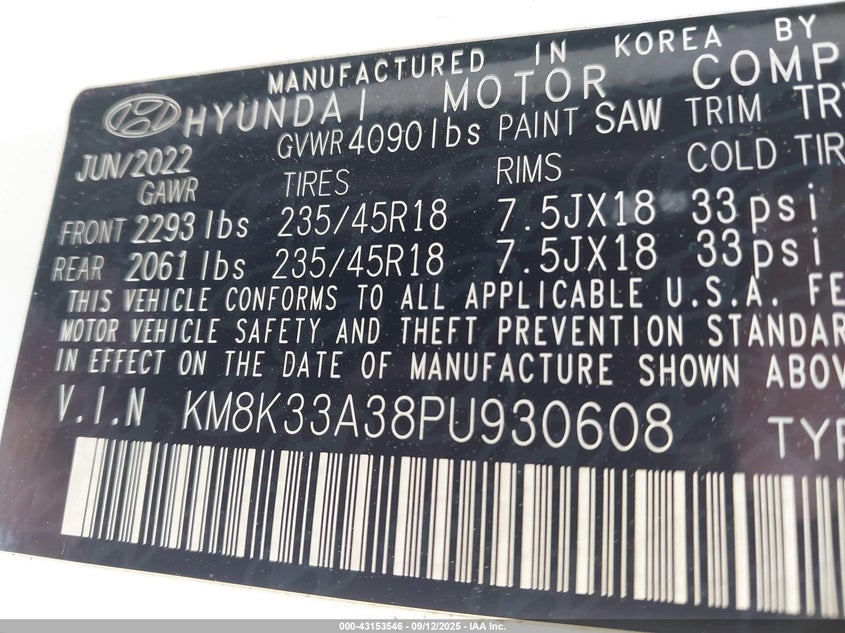 MANUFACTURED IN KOREA BY
HYUNDAI MOTOR COMP
JUN/2022 GVWR 4090lbs PAINT SAW TRIM TRY
GAWR TIRES RIMS COLD TIR
FRONT 2293 lbs 235/45R18 7.5JX18 33psi
REAR 2061 lbs 235/45R18 7.5JX18 33psi
THIS VEHICLE CONFORMS TO ALL APPLICABLE U.S.A. FE
MOTOR VEHICLE SAFETY AND THEFT PREVENTION STANDAR
IN EFFECT ON THE DATE OF MANUFACTURE SHOWN ABOV
V.I.N KM8K33A38PU930608 TYP
000-43153546 - 09/12/2025 - IAA Inc.